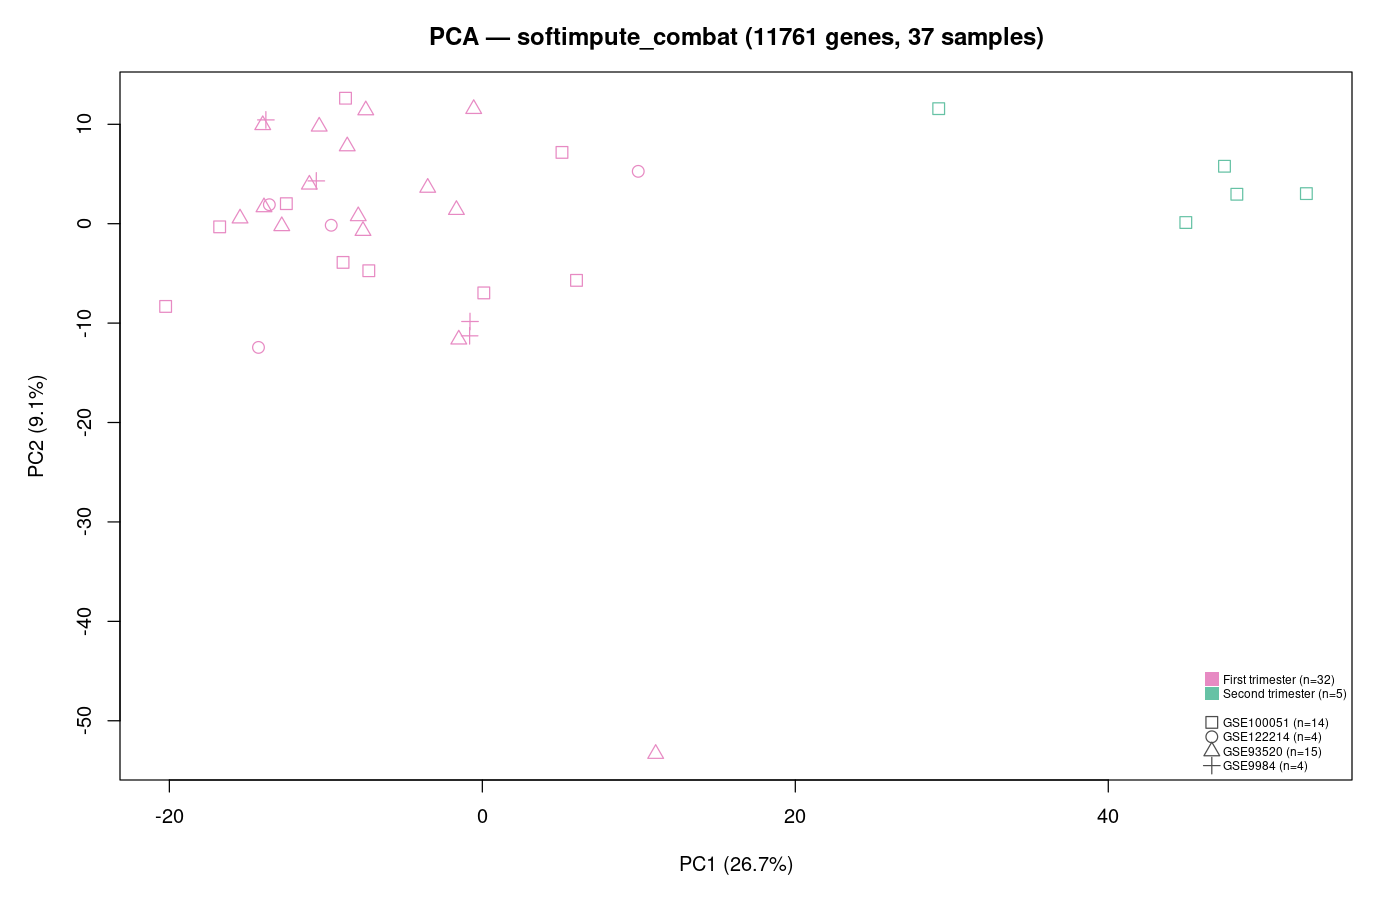 PCA — softimpute_combat (11761 genes, 37 samples)
10
0
-10
-20
-30
-40
-50
PC2 (9.1%)
-20
0
20
40
PC1 (26.7%)
First trimester (n=32)
Second trimester (n=5)
GSE100051 (n=14)
GSE122214 (n=4)
GSE93520 (n=15)
GSE9984 (n=4)